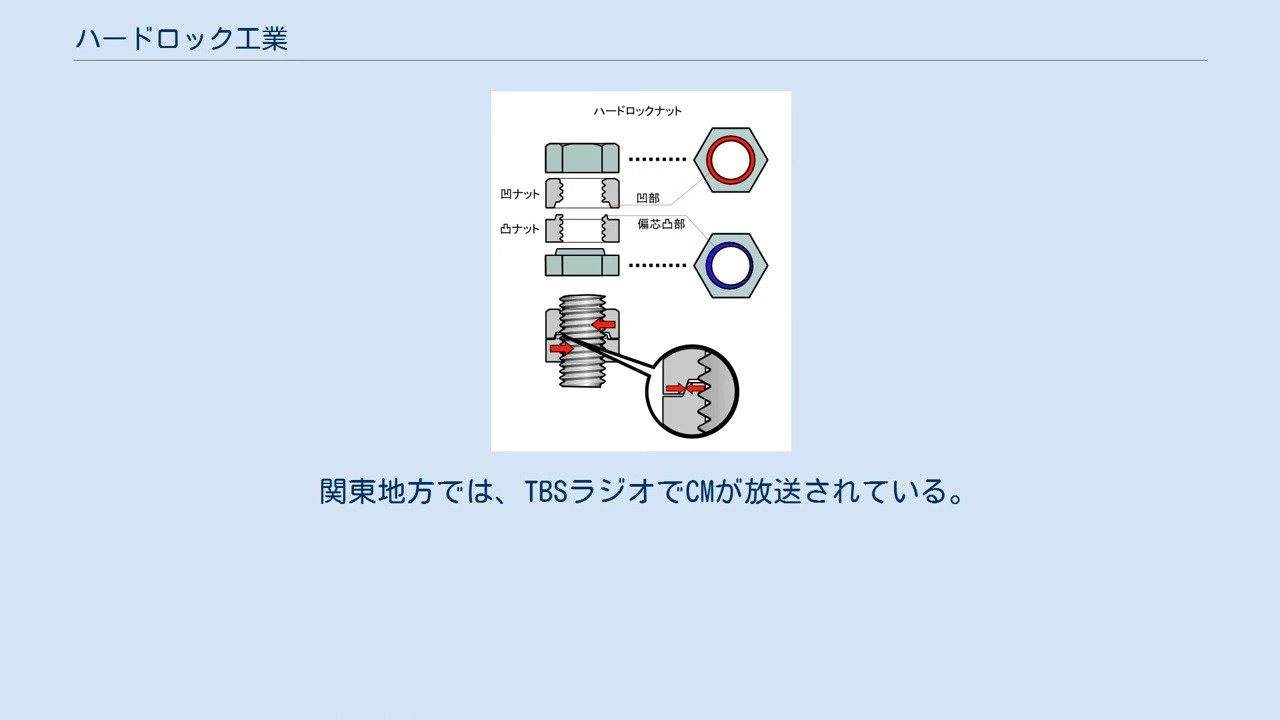 ハードロック工業
ハードロックナット
凹ナット
凹部
凸ナット
偏芯凸部
関東地方では、TBSラジオでCMが放送されている。